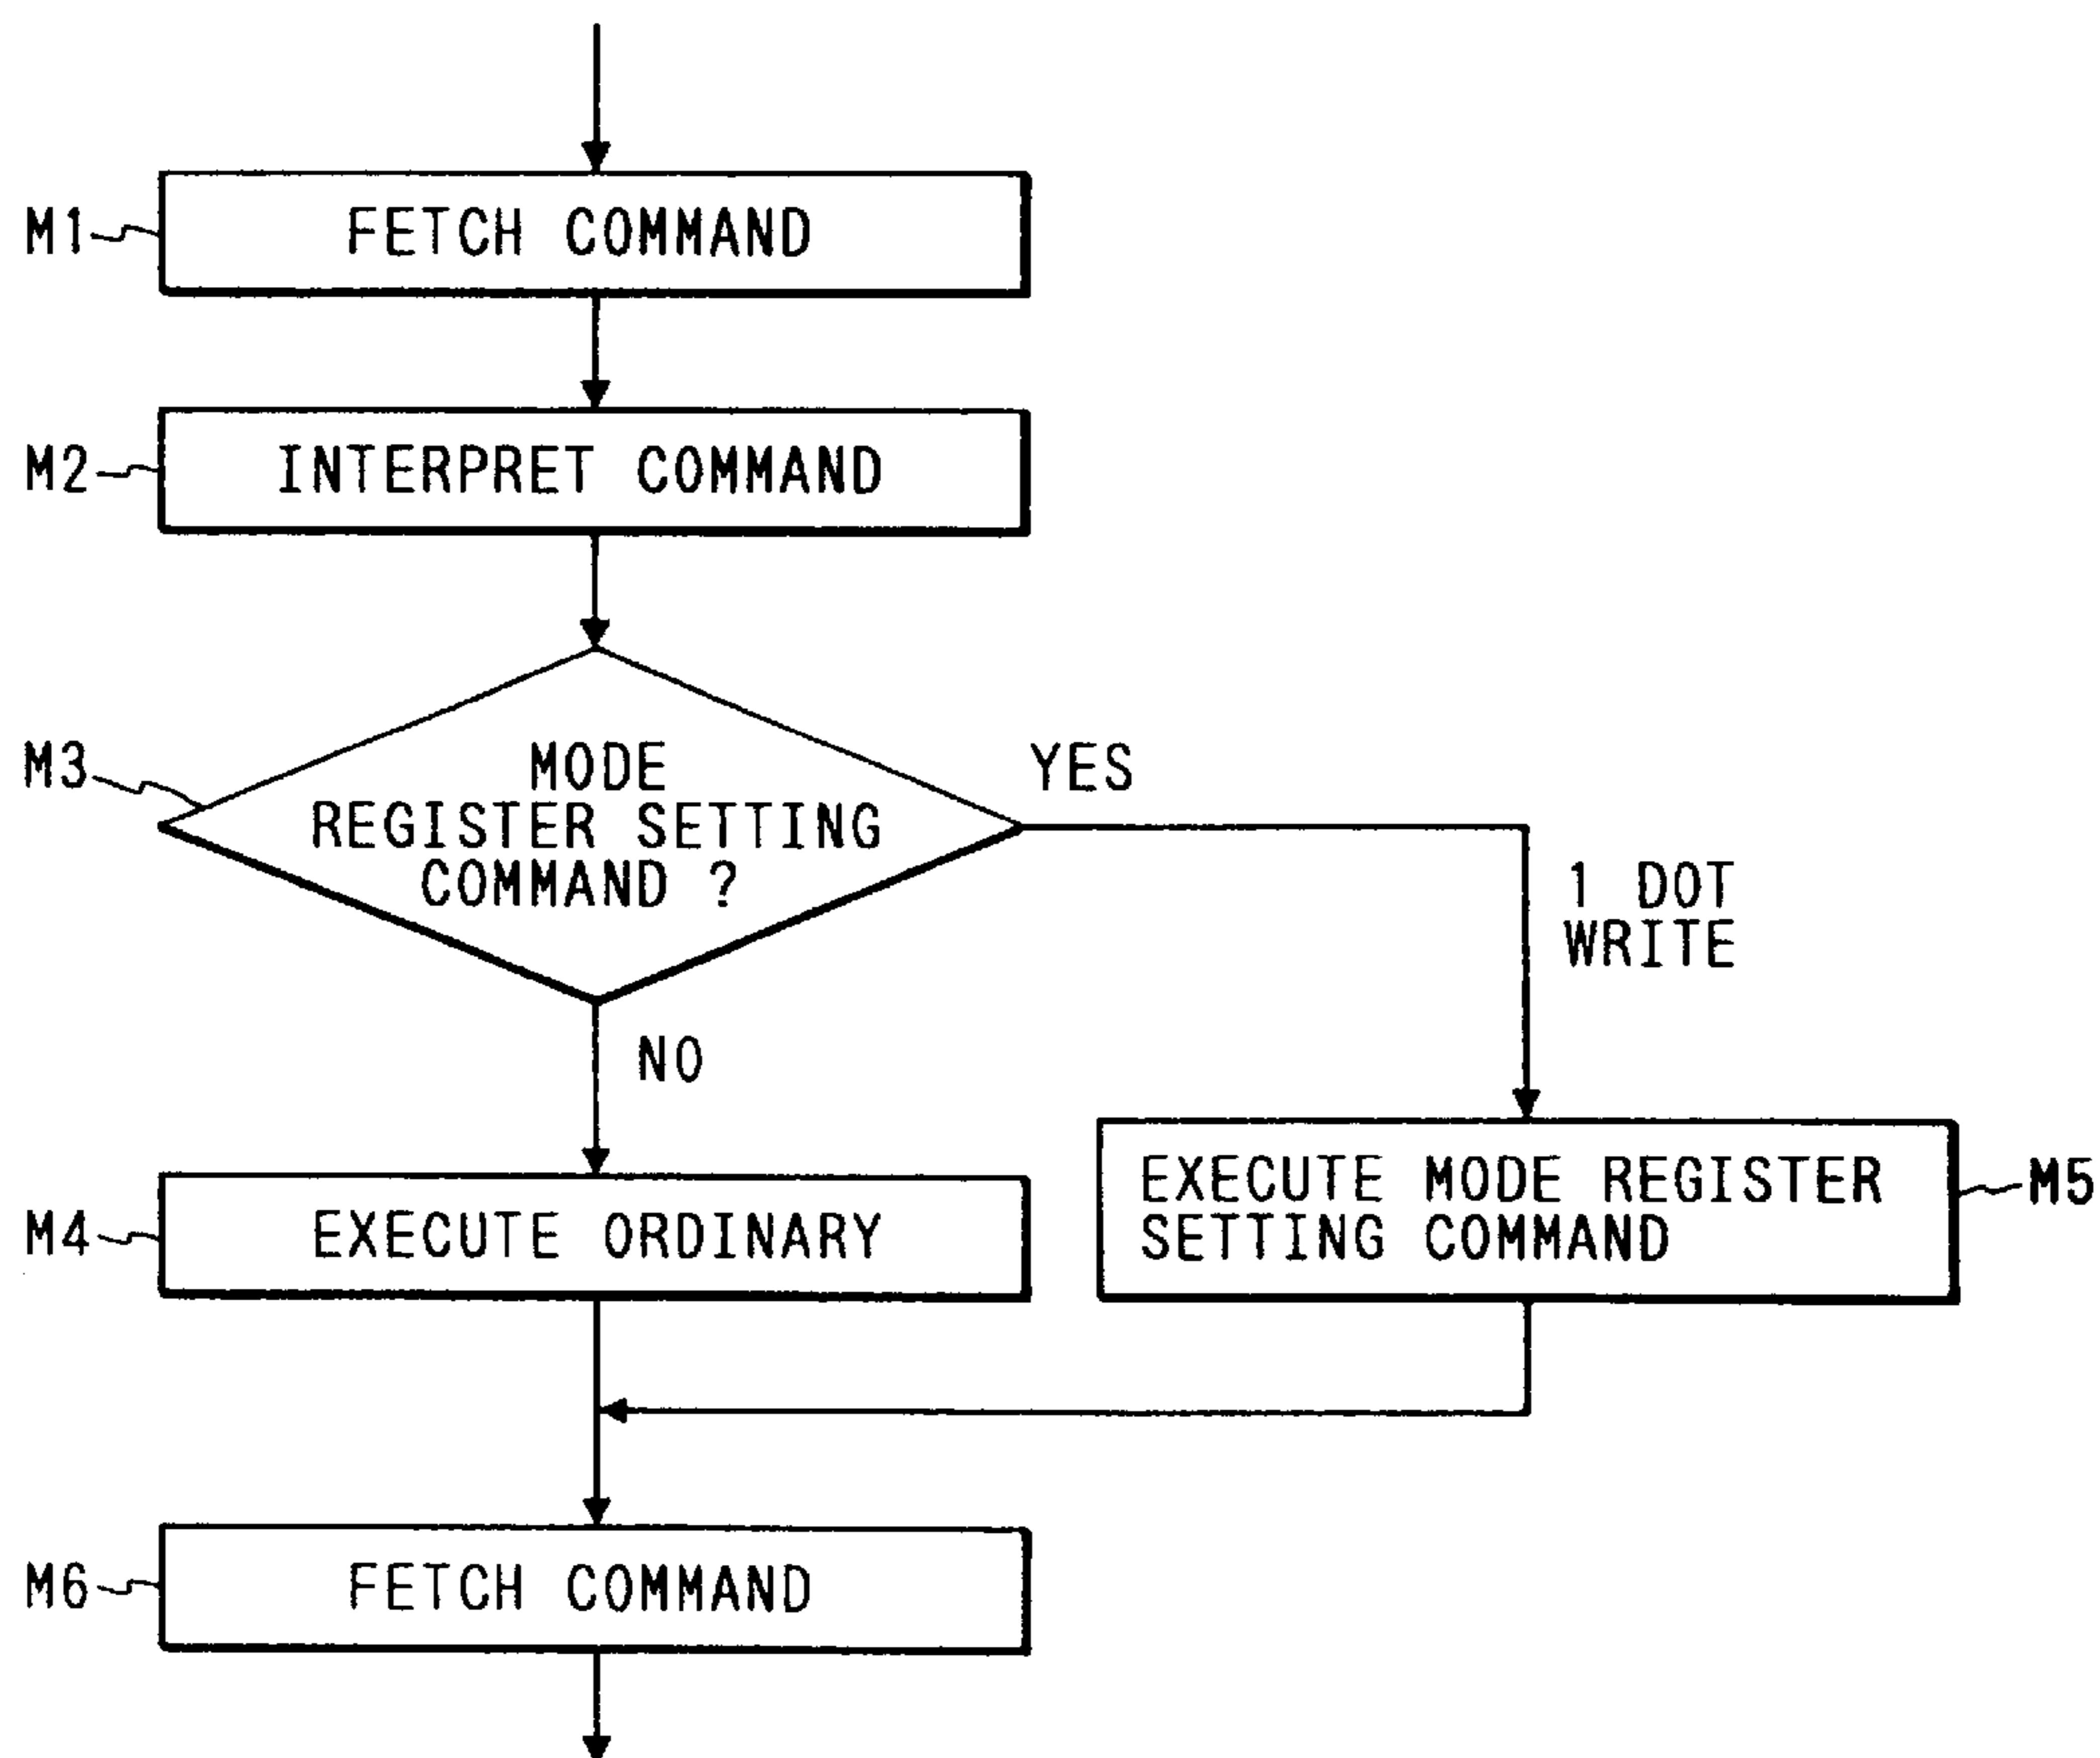 M1
FETCH COMMAND
M2
INTERPRET COMMAND
M3
MODE
REGISTER SETTING
COMMAND ?
YES
1 DOT
WRITE
NO
M4
EXECUTE ORDINARY
EXECUTE MODE REGISTER
SETTING COMMAND
M5
M6
FETCH COMMAND